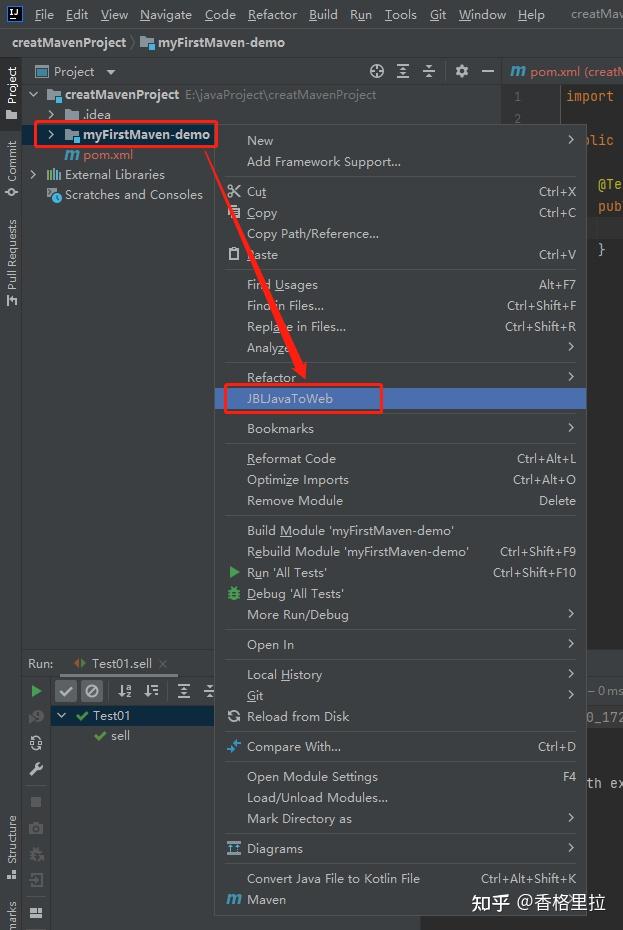 IJ File Edit View Navigate Code Refactor Build Run Tools Git Window Help creatMav
creatMavenProject myFirstMaven-demo
Project
Project
m pom.xml (creatM
creatMavenProject E:\javaProject\creatMavenProject
.idea
myFirstMaven-demo
m pom.xml
External Libraries
Scratches and Consoles
Commit
Pull Requests
Structure
marks
1 import
2
blic
@Te
pub
}
New
Add Framework Support...
Cut Ctrl+X
Copy Ctrl+C
Copy Path/Reference...
Paste Ctrl+V
Find Usages Alt+F7
Find in Files... Ctrl+Shift+F
Replace in Files... Ctrl+Shift+R
Analyze
Refactor
JBLJavaToWeb
Bookmarks
Reformat Code Ctrl+Alt+L
Optimize Imports Ctrl+Alt+O
Remove Module Delete
Build Module 'myFirstMaven-demo'
Rebuild Module 'myFirstMaven-demo' Ctrl+Shift+F9
Run 'All Tests' Ctrl+Shift+F10
Debug 'All Tests'
More Run/Debug
Open In
Local History
Git
Reload from Disk
Compare With... Ctrl+D
Open Module Settings F4
Load/Unload Modules...
Mark Directory as
Diagrams
Convert Java File to Kotlin File Ctrl+Alt+Shift+K
m Maven
Run: Test01.sell
Test01
sell
0 ms
0_172
th ex
知乎 @香格里拉